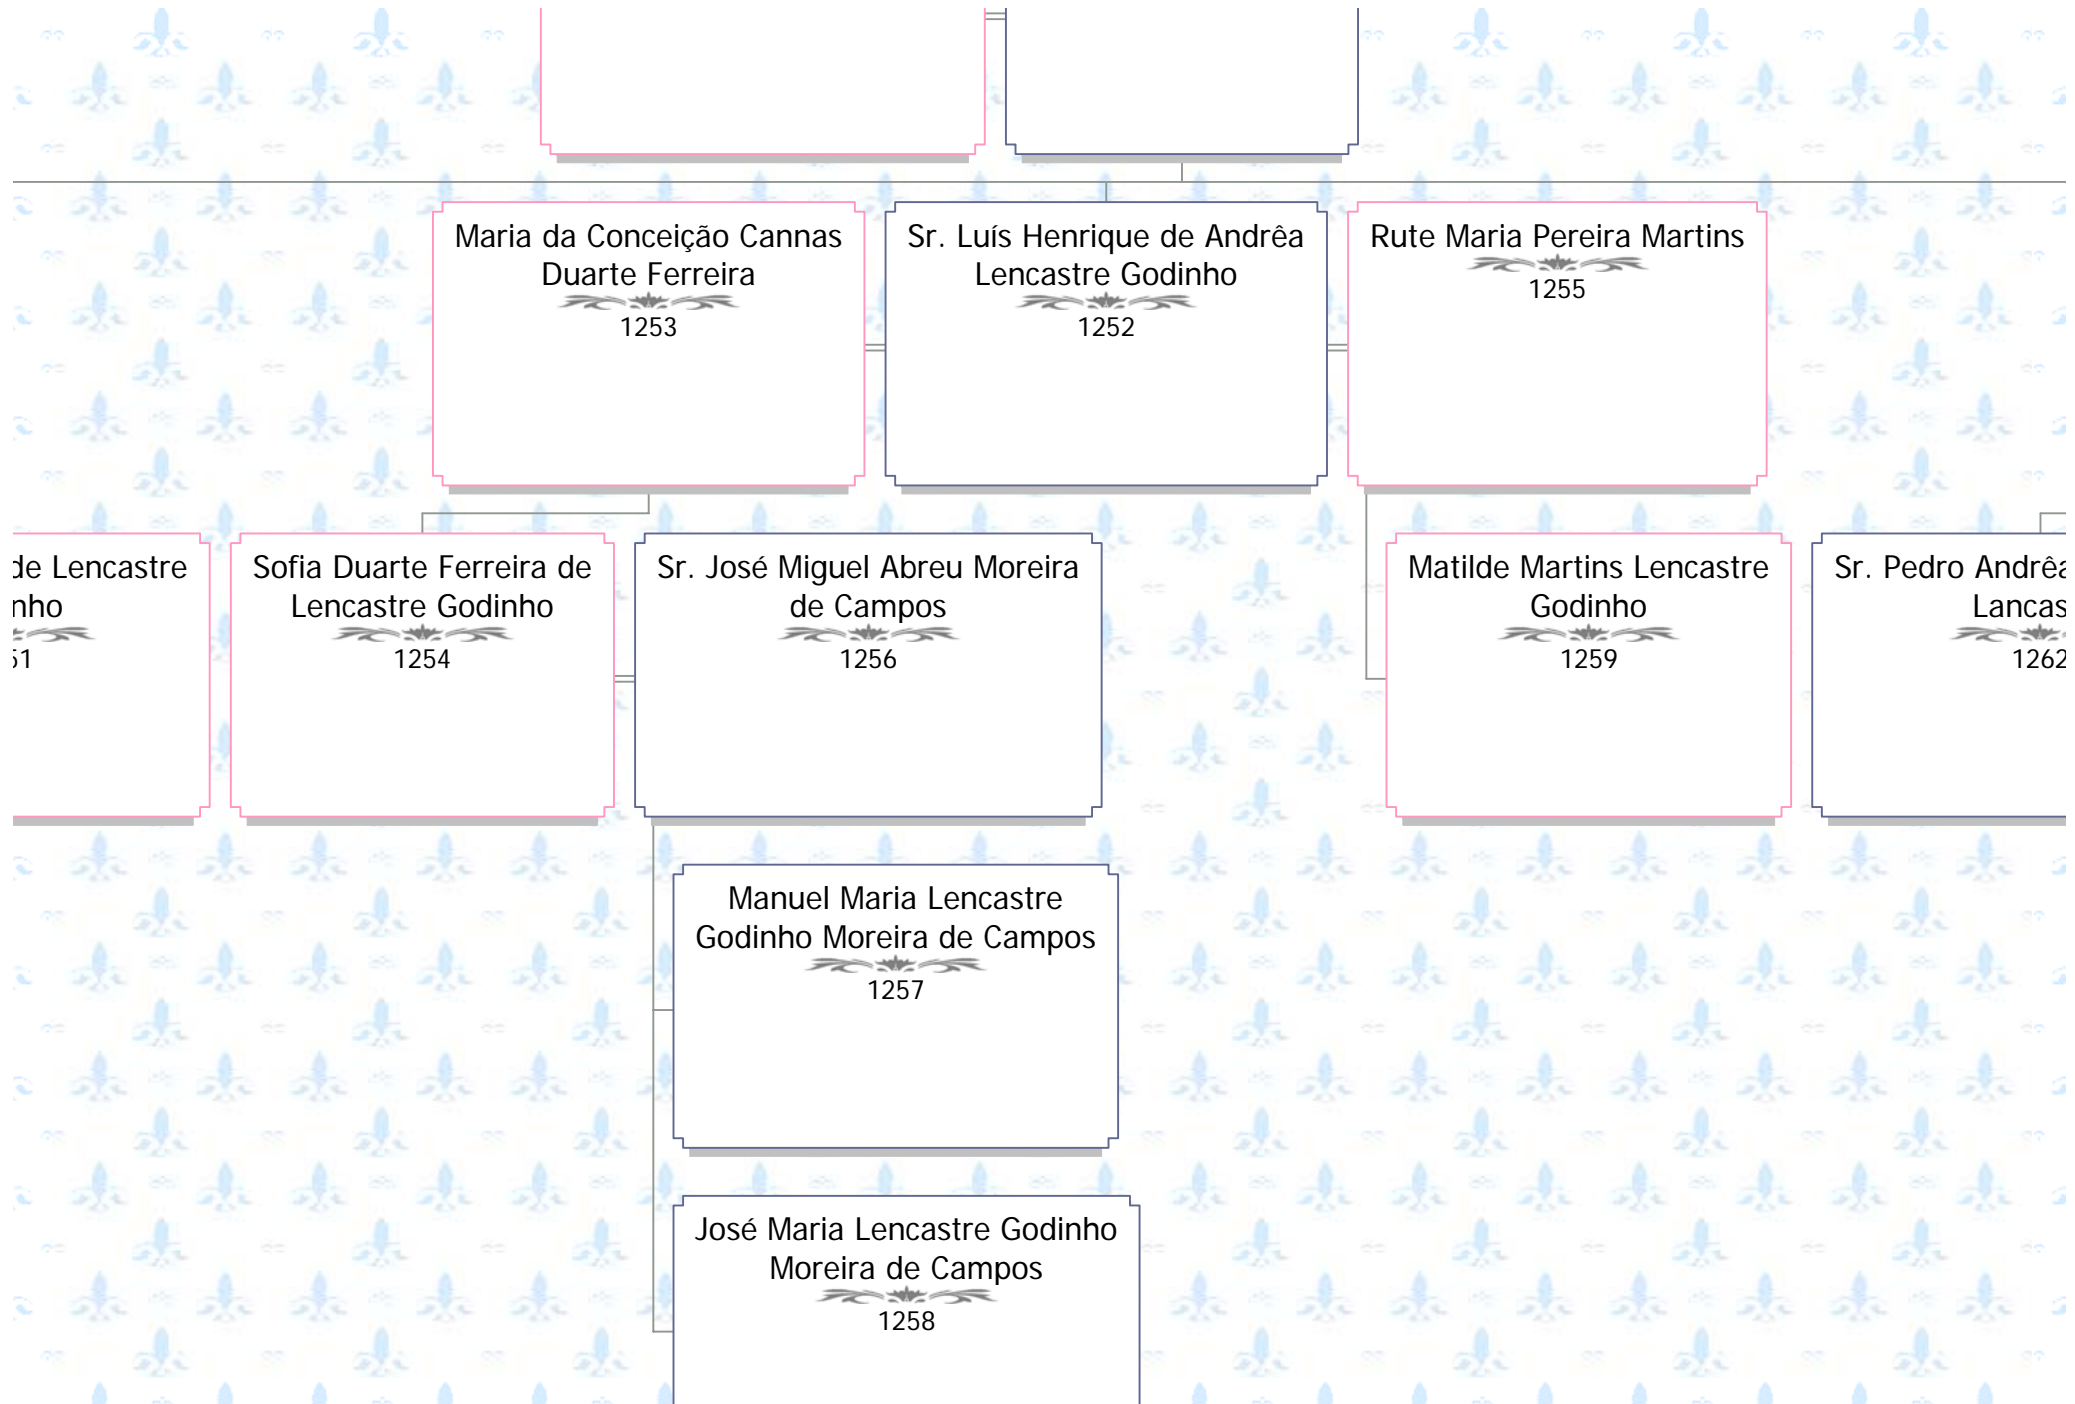 Maria da Conceição Cannas
Duarte Ferreira
1253
Sr. Luís Henrique de Andrêa
Lencastre Godinho
1252
Rute Maria Pereira Martins
1255
de Lencastre
Sofia Duarte Ferreira de
Lencastre Godinho
1254
Sr. José Miguel Abreu Moreira
de Campos
1256
Matilde Martins Lencastre
Godinho
1259
Sr. Pedro Andrêa
1262
Manuel Maria Lencastre
Godinho Moreira de Campos
1257
José Maria Lencastre Godinho
Moreira de Campos
1258